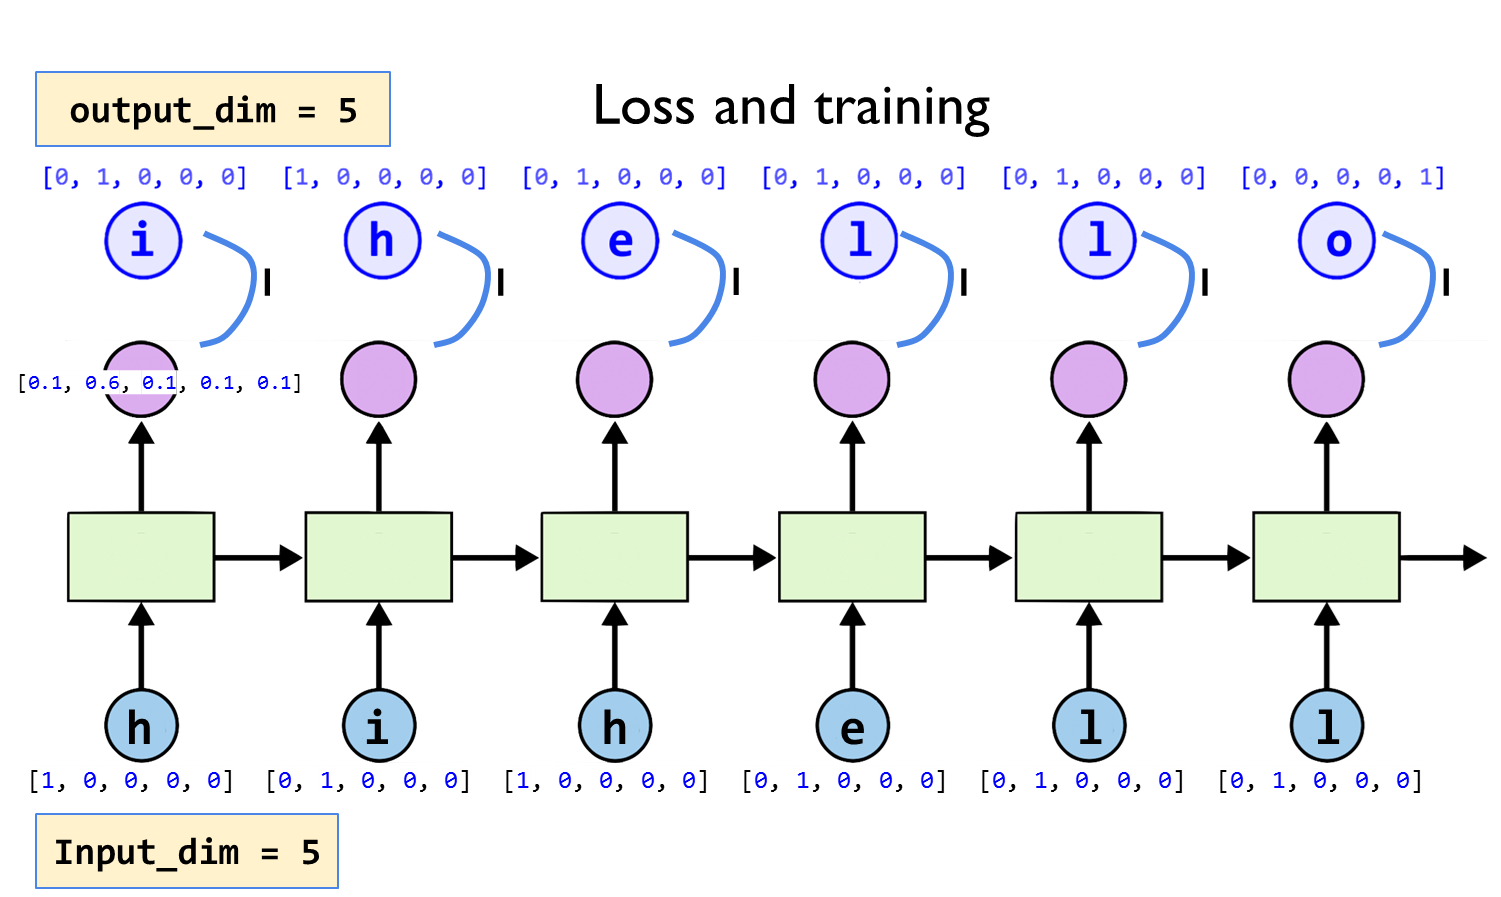 output_dim = 5
Loss and training
[0, 1, 0, 0, 0] [1, 0, 0, 0, 0] [0, 1, 0, 0, 0] [0, 1, 0, 0, 0] [0, 1, 0, 0, 0] [0, 0, 0, 0, 1]
i h e l l o
l l l l l l
[0.1, 0.6, 0.1, 0.1, 0.1]
h i h e l l
[1, 0, 0, 0, 0] [0, 1, 0, 0, 0] [1, 0, 0, 0, 0] [0, 1, 0, 0, 0] [0, 1, 0, 0, 0] [0, 1, 0, 0, 0]
Input_dim = 5